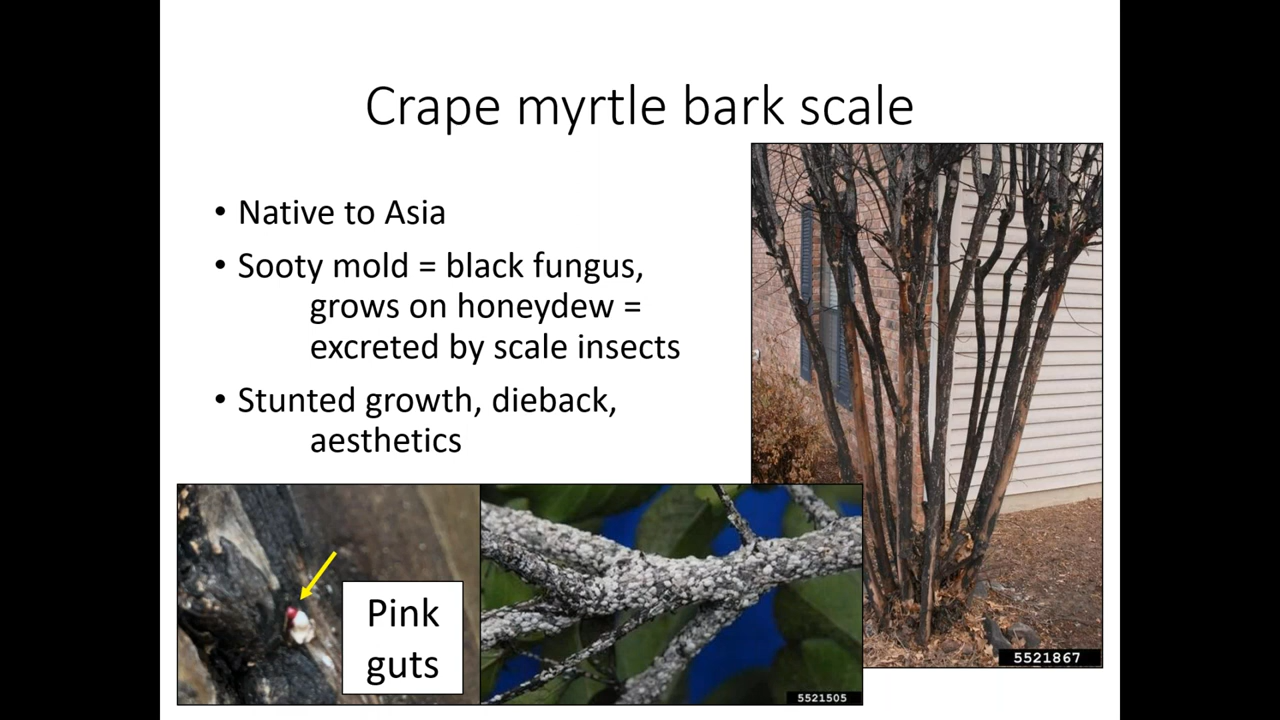 Crape myrtle bark scale
• Native to Asia
• Sooty mold = black fungus,
grows on honeydew =
excreted by scale insects
• Stunted growth, dieback,
aesthetics
Pink
guts
5521505
5521867